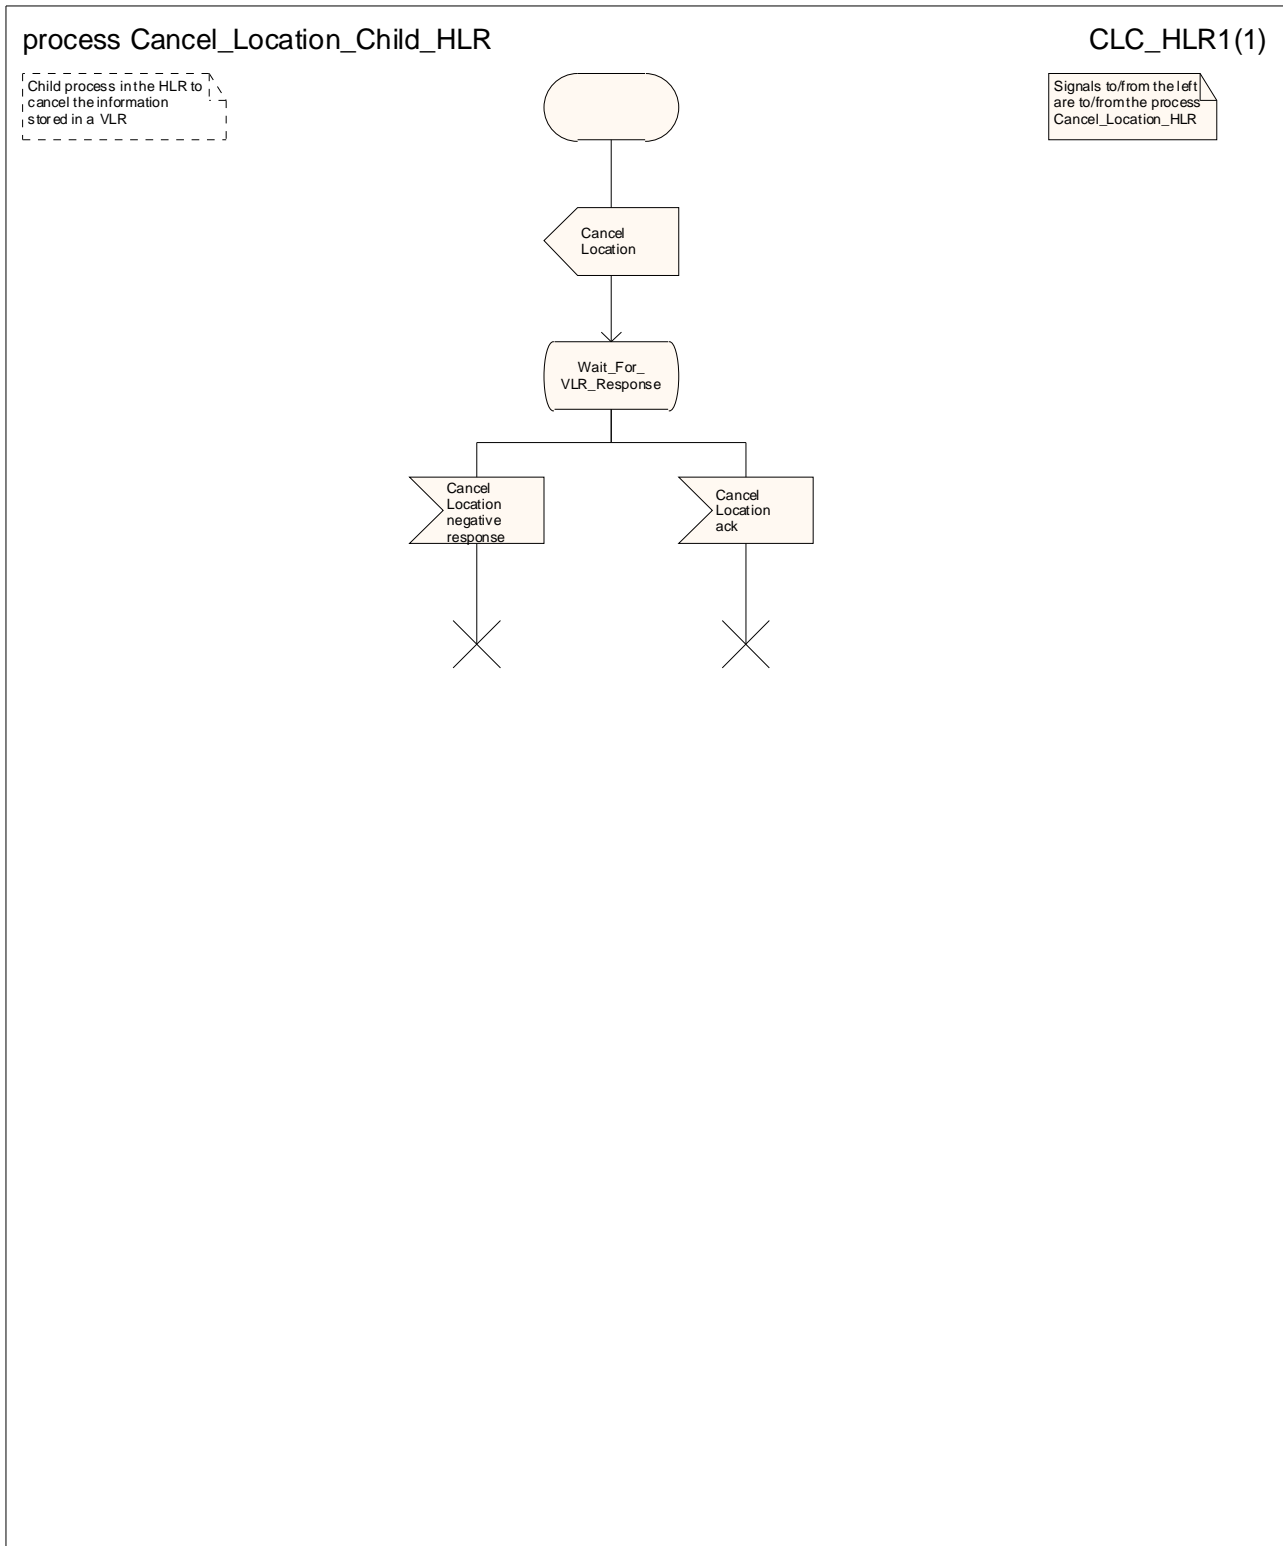 process Cancel_Location_Child_HLR
CLC_HLR1(1)
Child process in the HLR to
cancel the information
stored in a VLR
Signals to/from the left
are to/from the process
Cancel_Location_HLR
Cancel
Location
Wait_For_
VLR_Response
Cancel
Location
negative
response
Cancel
Location
ack